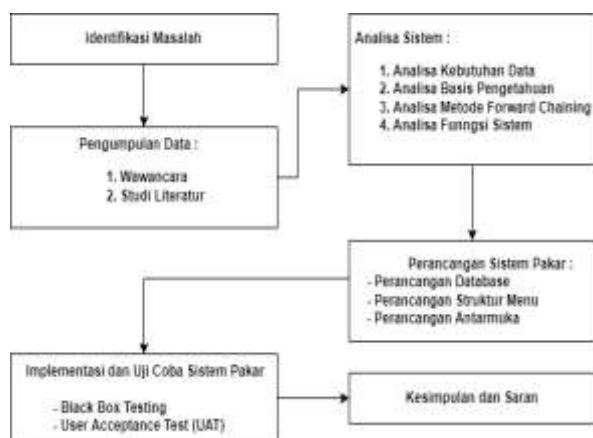 Identifikasi Masalah
Pengumpulan Data :
1. Wawancara
2. Studi Literatur
Analisa Sistem :
1. Analisa Kebutuhan Data
2. Analisa Basis Pengetahuan
3. Analisa Metode Forward Chaining
4. Analisa Funngsi Sistem
Perancangan Sistem Pakar :
- Perancangan Database
- Perancangan Struktur Menu
- Perancangan Antarmuka
Implementasi dan Uji Coba Sistem Pakar
- Black Box Testing
- User Acceptance Test (UAT)
Kesimpulan dan Saran